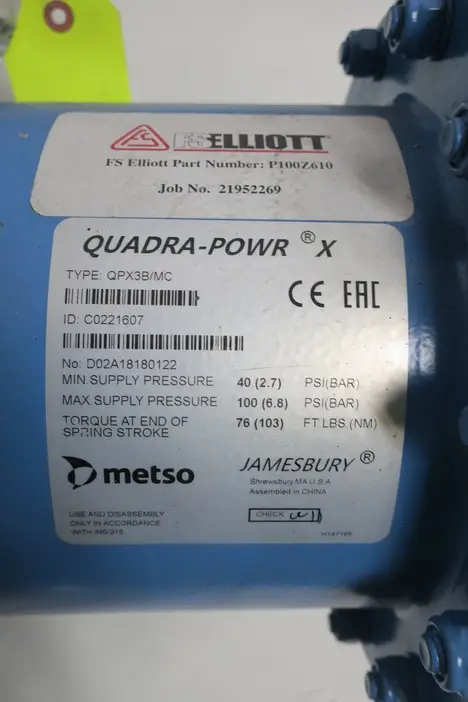 FS ELLIOTT
FS Elliott Part Number: P100Z610
Job No. 21952269
QUADRA-POWR ® X
TYPE: QPX3B/MC
CE EAC
ID: C0221607
No: D02A18180122
MIN.SUPPLY PRESSURE 40 (2.7) PSI(BAR)
MAX.SUPPLY PRESSURE 100 (6.8) PSI(BAR)
TORQUE AT END OF 76 (103) FT LBS.(NM)
SPRING STROKE
metso
JAMESBURY ®
Shrewsbury MA U.S.A
Assembled in CHINA
USE AND DISASSEMBLY
ONLY IN ACCORDANCE
WITH IMO-315
CHECK